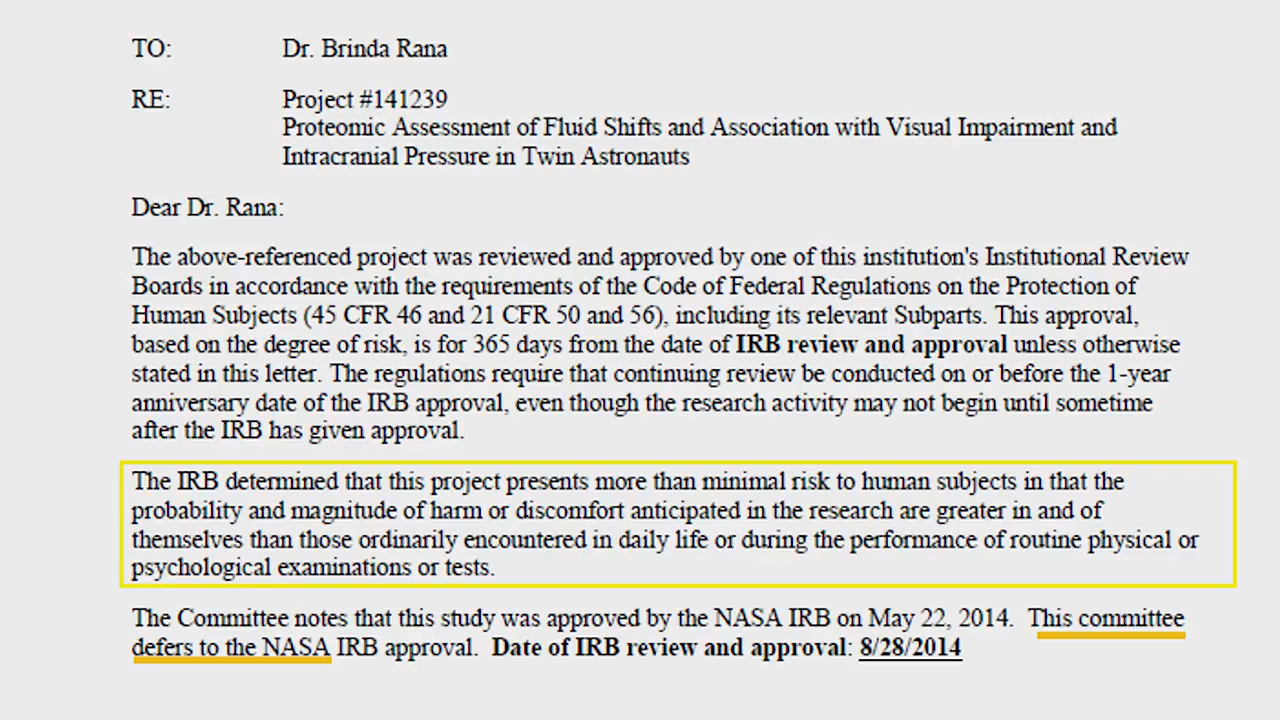 TO: Dr. Brinda Rana
RE: Project #141239
Proteomic Assessment of Fluid Shifts and Association with Visual Impairment and
Intracranial Pressure in Twin Astronauts
Dear Dr. Rana:
The above-referenced project was reviewed and approved by one of this institution's Institutional Review
Boards in accordance with the requirements of the Code of Federal Regulations on the Protection of
Human Subjects (45 CFR 46 and 21 CFR 50 and 56), including its relevant Subparts. This approval,
based on the degree of risk, is for 365 days from the date of IRB review and approval unless otherwise
stated in this letter. The regulations require that continuing review be conducted on or before the 1-year
anniversary date of the IRB approval, even though the research activity may not begin until sometime
after the IRB has given approval.
The IRB determined that this project presents more than minimal risk to human subjects in that the
probability and magnitude of harm or discomfort anticipated in the research are greater in and of
themselves than those ordinarily encountered in daily life or during the performance of routine physical or
psychological examinations or tests.
The Committee notes that this study was approved by the NASA IRB on May 22, 2014. This committee
defers to the NASA IRB approval. Date of IRB review and approval: 8/28/2014